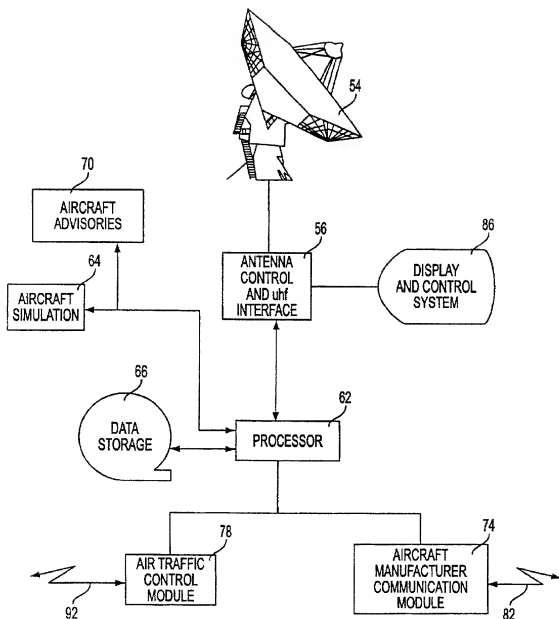 54
70
AIRCRAFT
ADVISORIES
56
ANTENNA
CONTROL
AND uhf
INTERFACE
86
DISPLAY
AND CONTROL
SYSTEM
64
AiRCRAFT
SIMULATION
66
DATA
STORAGE
62
PROCESSOR
78
AIR TRAFFIC
CONTROL
MODULE
92
74
AIRCRAFT
MANUFACTURER
COMMUNICATION
MODULE
82